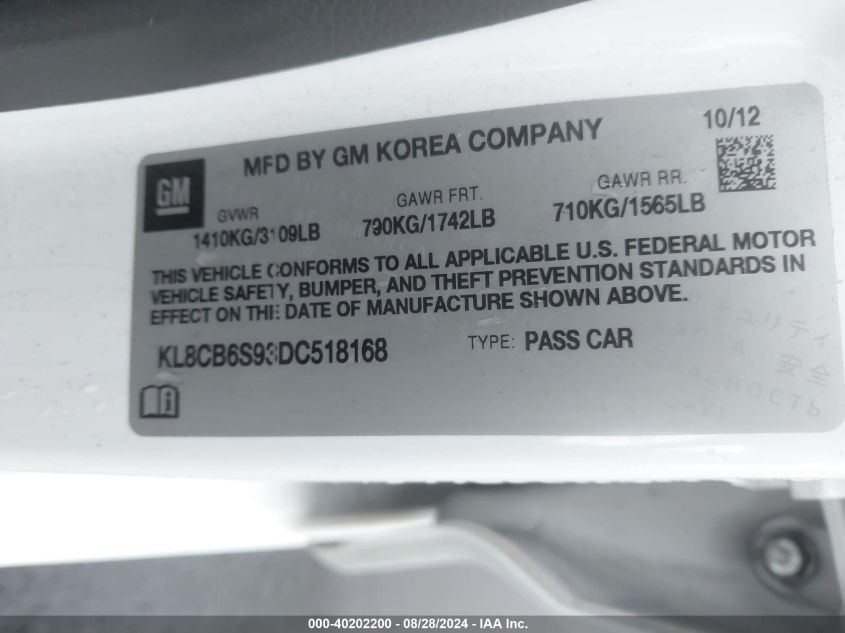 MFD BY GM KOREA COMPANY
10/12
GM
GVWR
1410KG/3109LB
GAWR FRT.
790KG/1742LB
GAWR RR.
710KG/1565LB
THIS VEHICLE CONFORMS TO ALL APPLICABLE U.S. FEDERAL MOTOR
VEHICLE SAFETY, BUMPER, AND THEFT PREVENTION STANDARDS IN
EFFECT ON THE DATE OF MANUFACTURE SHOWN ABOVE.
KL8CB6S93DC518168
TYPE: PASS CAR
安全
000-40202200 - 08/28/2024 - IAA Inc.